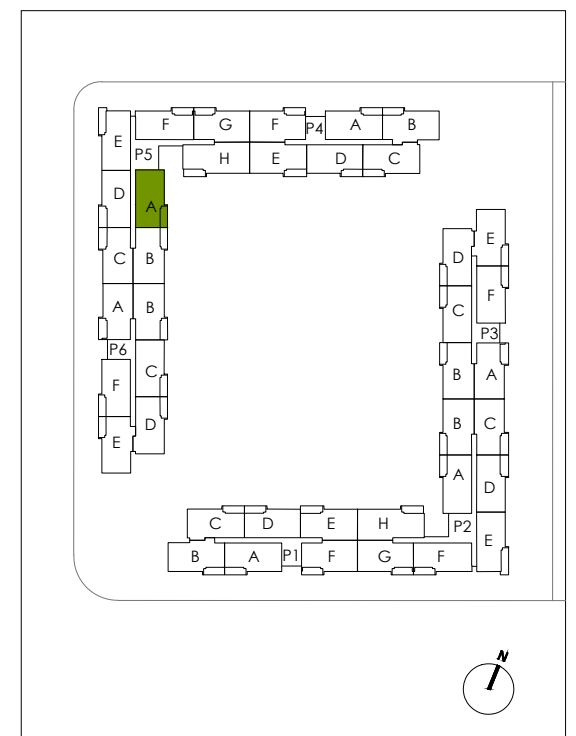 F G F P4 A B
E
P5 H E D C
D A
E
D
C B
F
C
P3
A B
P6
B A
C
F
B C
D
E
A D
C D E H
P2
E
B A P1 F G F
N